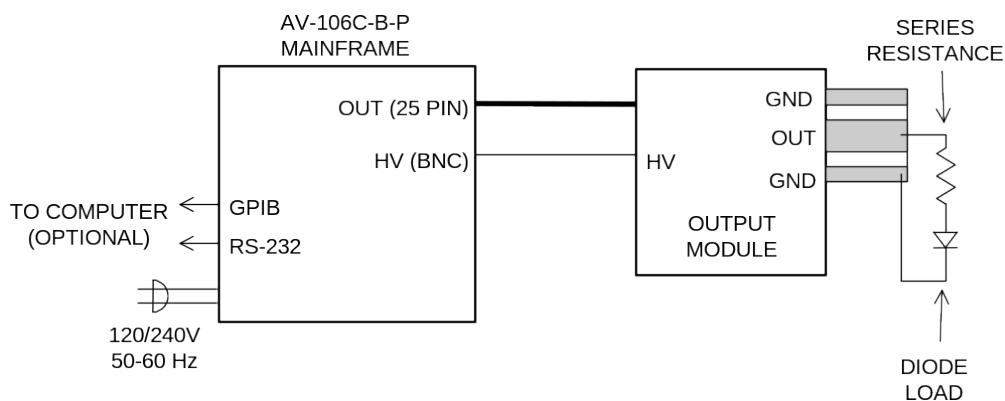 AV-106C-B-P
MAINFRAME
OUT (25 PIN)
HV (BNC)
GPIB
RS-232
TO COMPUTER
(OPTIONAL)
120/240V
50-60 Hz
GND
OUT
GND
HV
OUTPUT
MODULE
SERIES
RESISTANCE
DIODE
LOAD